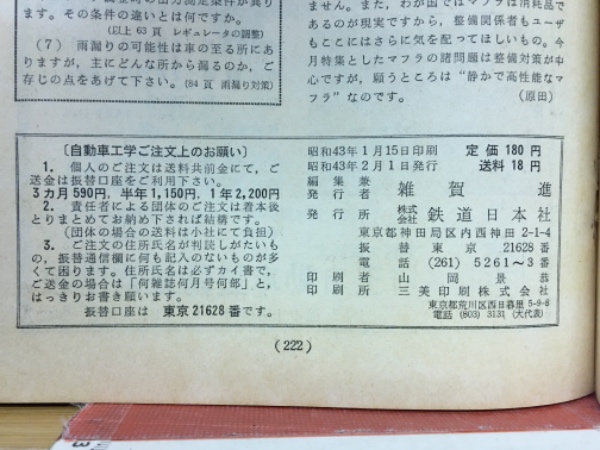 ます。その条件の違いとは何ですか。
(以上63頁 レギュレータの調整)
(7) 雨漏りの可能性は車の至る所にあ
りますが、主にどんな所から漏るのか、ご
存じの点をあげて下さい。(84頁 雨漏り対策)
ません。また、わが国ではマフラは消耗品で
あるのが現実ですから，整備関係者もユーザ
もここにはさらに気を配ってほしいもの。今
月特集としたマフラの諸問題は整備対策が中
心ですが，願うところは“静かで高性能なマ
フラ”なのです。 (原田)
〔自動車工学ご注文上のお願い〕
1. 個人のご注文は送料共前金にて，ご
送金は振替口座をご利用下さい。
3カ月590円，半年1,150円，1年2,200円
2. 責任者による団体のご注文は着本後
とりまとめてお納め下されば結構です。
(団体の場合の送料は小社にて負担)
3. ご注文の住所氏名が判読しがたいも
の，振替通信欄に何も記入のないものが多
くて困ります。住所氏名は必ずカイ書で，
ご送金の場合は「何雑誌何月号何部」と，
はっきりお書き願います。
振替口座は 東京21628番です。
昭和43年1月15日印刷 定価 180円
昭和43年2月1日発行 送料 18円
編集兼
発行者 雑賀 進
発行所 株式会社 鉄道日本社
東京都神田局区内西神田2-1-4
振替東京 21628番
電話 (261) 5261〜3番
印刷者 山岡景恭
印刷所 三美印刷株式会社
東京都荒川区西日暮里5-9-8
電話 (803) 3131 (大代表)
(222)